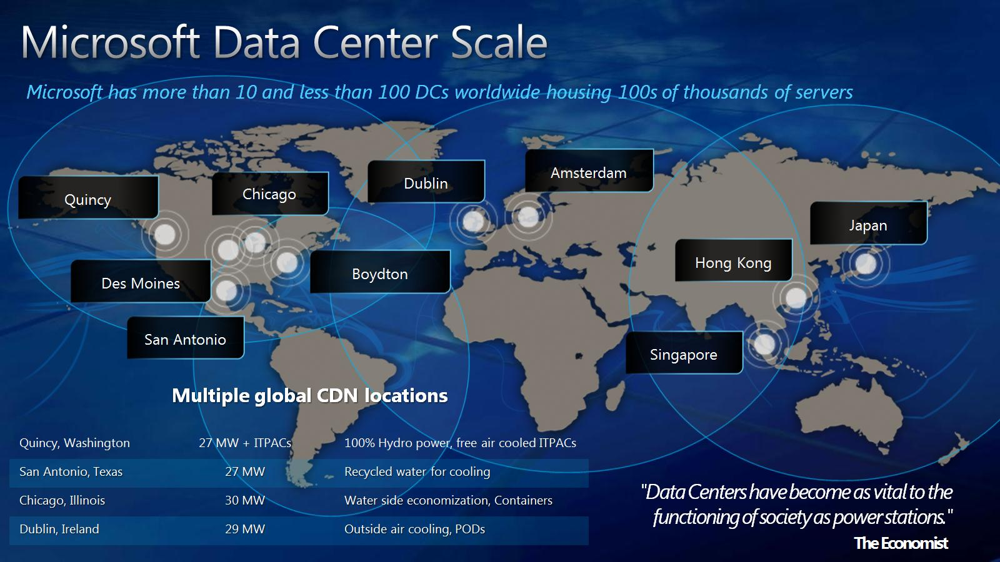 Microsoft Data Center Scale
Microsoft has more than 10 and less than 100 DCs worldwide housing 100s of thousands of servers
Quincy
Chicago
Dublin
Amsterdam
Japan
Des Moines
Boydton
Hong Kong
San Antonio
Singapore
Multiple global CDN locations
Quincy, Washington 27 MW + ITPACs 100% Hydro power, free air cooled ITPACs
San Antonio, Texas 27 MW Recycled water for cooling
Chicago, Illinois 30 MW Water side economization, Containers
Dublin, Ireland 29 MW Outside air cooling, PODs
"Data Centers have become as vital to the
functioning of society as power stations."
The Economist